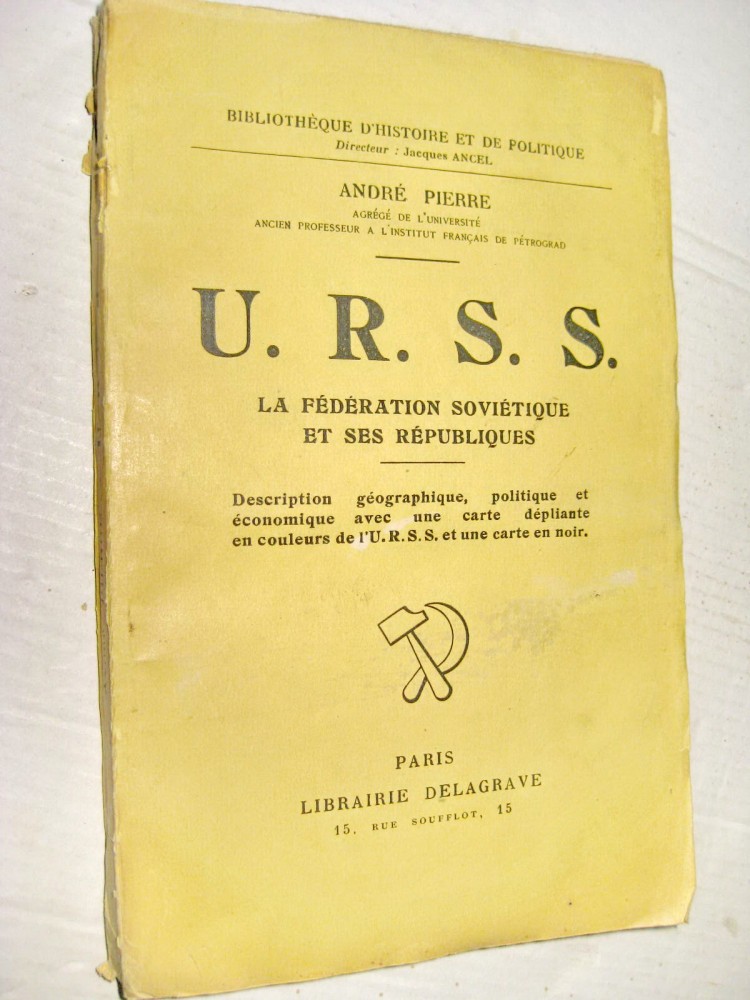 BIBLIOTHÈQUE D'HISTOIRE ET DE POLITIQUE
Directeur : Jacques ANCEL
ANDRÉ PIERRE
AGRÉGÉ DE L'UNIVERSITÉ
ANCIEN PROFESSEUR A L'INSTITUT FRANÇAIS DE PÉTROGRAD
U. R. S. S.
LA FÉDÉRATION SOVIÉTIQUE
ET SES RÉPUBLIQUES
Description géographique, politique et
économique avec une carte dépliante
en couleurs de l'U.R.S.S. et une carte en noir.
PARIS
LIBRAIRIE DELAGRAVE
15, RUE SOUFFLOT, 15